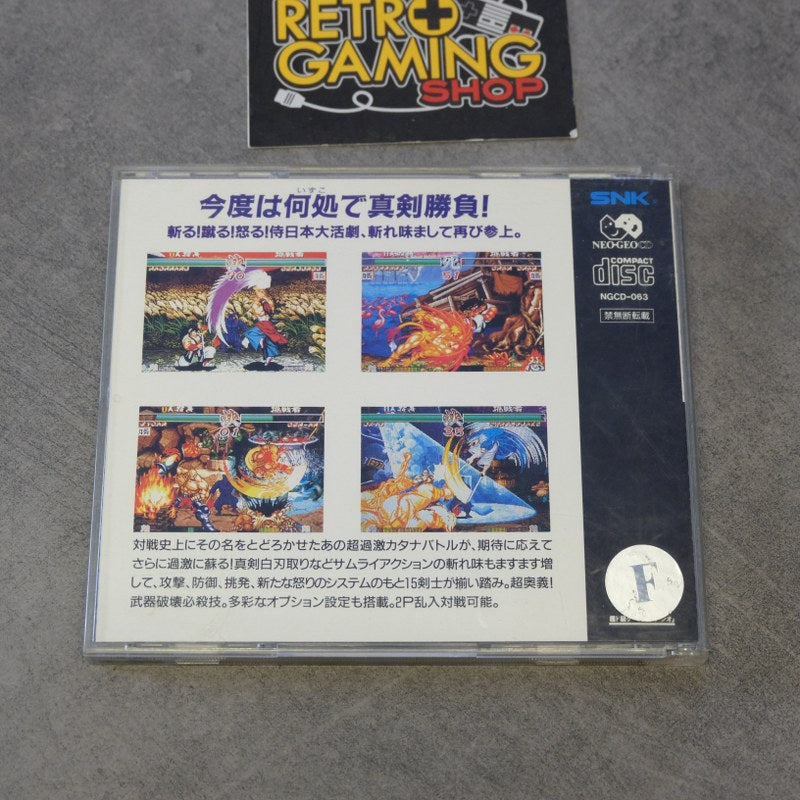 RETRO
GAMING
SHOP
いずこ
今度は何処で真剣勝負!
斬る!蹴る!怒る!侍日本大活劇、斬れ味まして再び参上。
SNK
NEO・GEO CD
COMPACT
disc
NGCD-063
禁無断転載
対戦史上にその名をとどろかせたあの超過激カタナバトルが、期待に応えて
さらに過激に蘇る!真剣白刃取りなどサムライアクションの斬れ味もますます増
して、攻撃、防御、挑発、新たな怒りのシステムのもと15剣士が揃い踏み。超奥義!
武器破壊必殺技。多彩なオプション設定も搭載。2P乱入対戦可能。
F